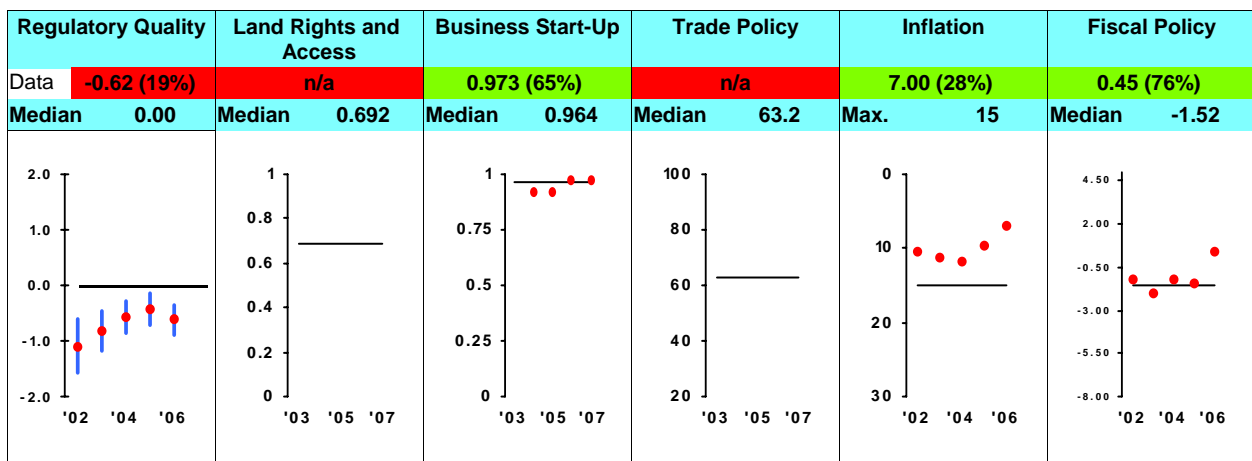 Regulatory Quality
Land Rights and
Access
Business Start-Up
Trade Policy
Inflation
Fiscal Policy
Data -0.62 (19%)
n/a
0.973 (65%)
n/a
7.00 (28%)
0.45 (76%)
Median 0.00
Median 0.692
Median 0.964
Median 63.2
Max. 15
Median -1.52
2.0
1.0
0.0
-1.0
-2.0
'02 '04 '06
1
0.8
0.6
0.4
0.2
0
'03 '05 '07
1
0.75
0.5
0.25
0
'03 '05 '07
100
80
60
40
20
'03 '05 '07
0
10
20
30
'02 '04 '06
4.50
2.00
-0.50
-3.00
-5.50
-8.00
'02 '04 '06